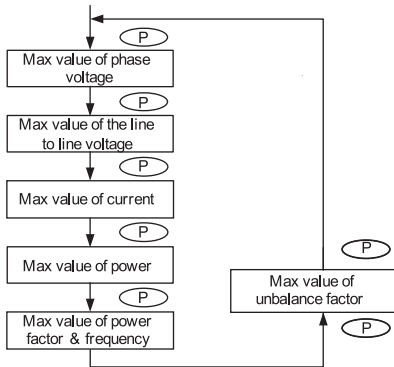 P
Max value of phase
voltage
P
Max value of the line
to line voltage
P
Max value of current
P
Max value of power
P
Max value of power
factor & frequency
P
Max value of
unbalance factor
P